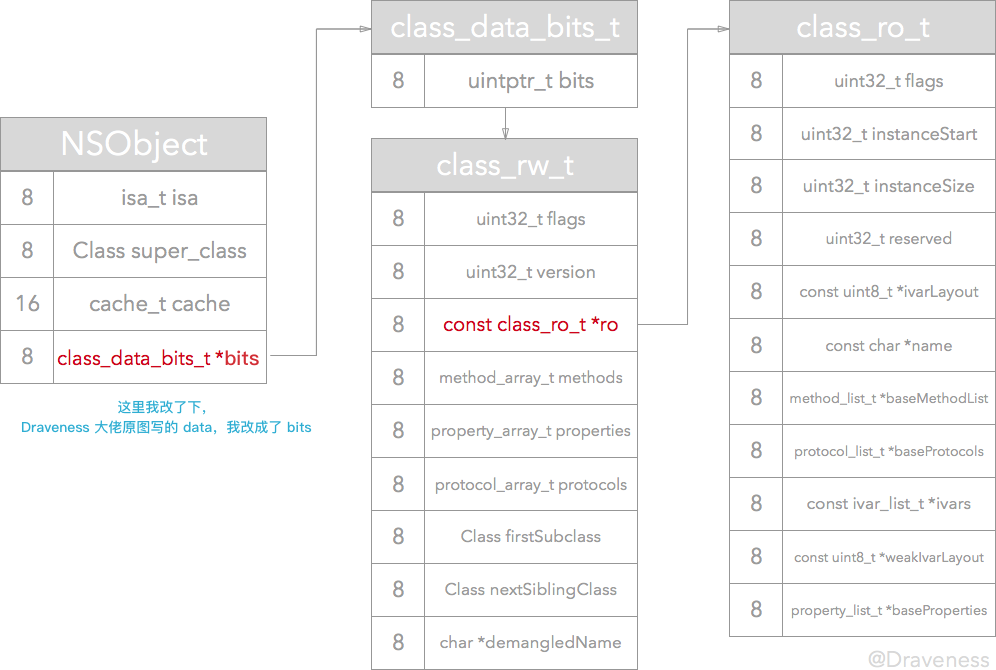 NSObject
8 isa_t isa
8 Class super_class
16 cache_t cache
8 class_data_bits_t *bits
这里我改了下，
Draveness 大佬原图写的 data，我改成了 bits
class_data_bits_t
8 uintptr_t bits
class_rw_t
8 uint32_t flags
8 uint32_t version
8 const class_ro_t *ro
8 method_array_t methods
8 property_array_t properties
8 protocol_array_t protocols
8 Class firstSubclass
8 Class nextSiblingClass
8 char *demangledName
class_ro_t
8 uint32_t flags
8 uint32_t instanceStart
8 uint32_t instanceSize
8 uint32_t reserved
8 const uint8_t *ivarLayout
8 const char *name
8 method_list_t *baseMethodList
8 protocol_list_t *baseProtocols
8 const ivar_list_t *ivars
8 const uint8_t *weakIvarLayout
8 property_list_t *baseProperties
@Draveness